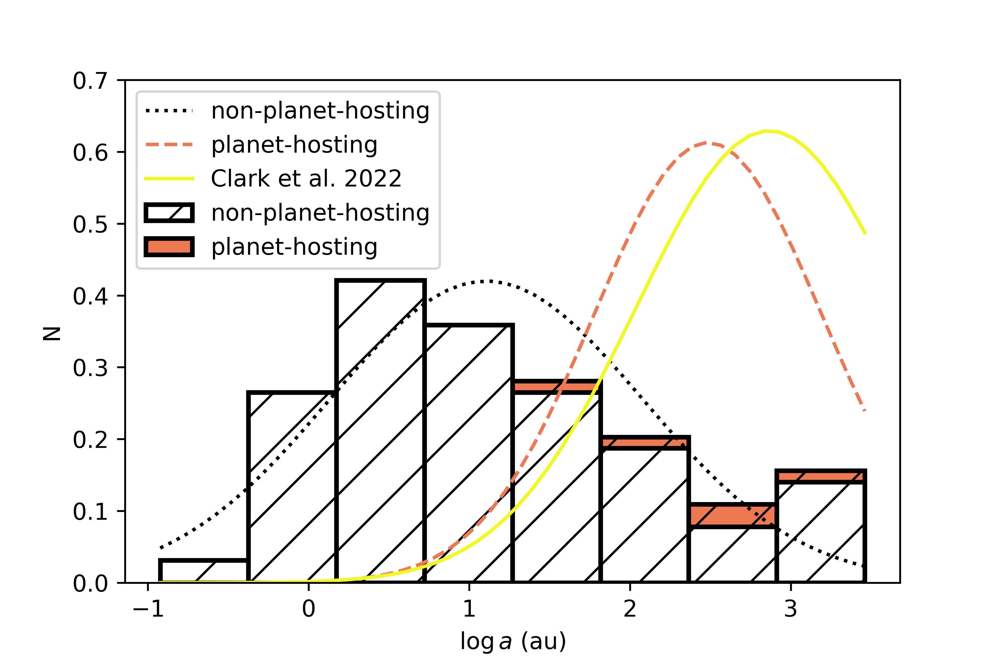 0.7
0.6
0.5
0.4
0.3
0.2
0.1
0.0
N
non-planet-hosting
planet-hosting
Clark et al. 2022
non-planet-hosting
planet-hosting
−1 0 1 2 3
log a (au)